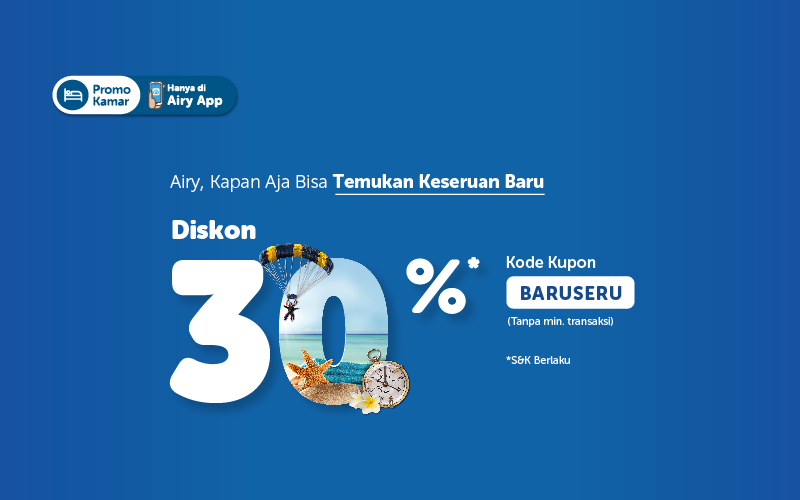 Promo
Kamar
Hanya di
Airy App
Airy, Kapan Aja Bisa Temukan Keseruan Baru
Diskon
30%*
Kode Kupon
BARUSERU
(Tanpa min. transaksi)
*S&K Berlaku